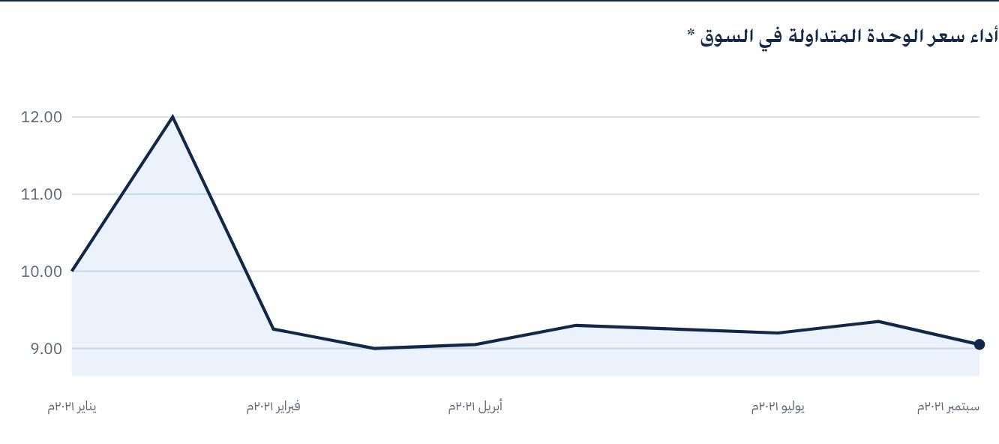 أداء سعر الوحدة المتداولة في السوق *
12.00
11.00
10.00
9.00
يناير ٢٠٢١م
فبراير ٢٠٢١م
أبريل ٢٠٢١م
يوليو ٢٠٢١م
سبتمبر ٢٠٢١م